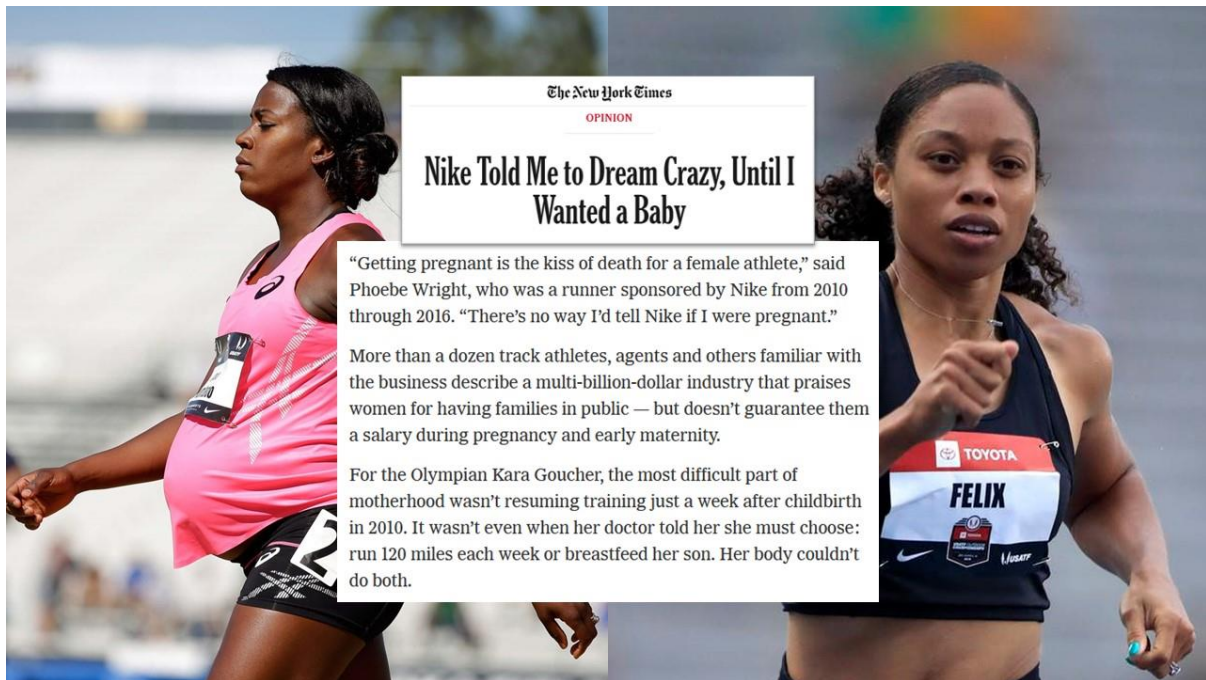 The New York Times
OPINION
Nike Told Me to Dream Crazy, Until I
Wanted a Baby
“Getting pregnant is the kiss of death for a female athlete,” said
Phoebe Wright, who was a runner sponsored by Nike from 2010
through 2016. “There’s no way I’d tell Nike if I were pregnant.”
More than a dozen track athletes, agents and others familiar with
the business describe a multi-billion-dollar industry that praises
women for having families in public — but doesn’t guarantee them
a salary during pregnancy and early maternity.
For the Olympian Kara Goucher, the most difficult part of
motherhood wasn’t resuming training just a week after childbirth
in 2010. It wasn’t even when her doctor told her she must choose:
run 120 miles each week or breastfeed her son. Her body couldn’t
do both.
2
TOYOTA
FELIX
USATF